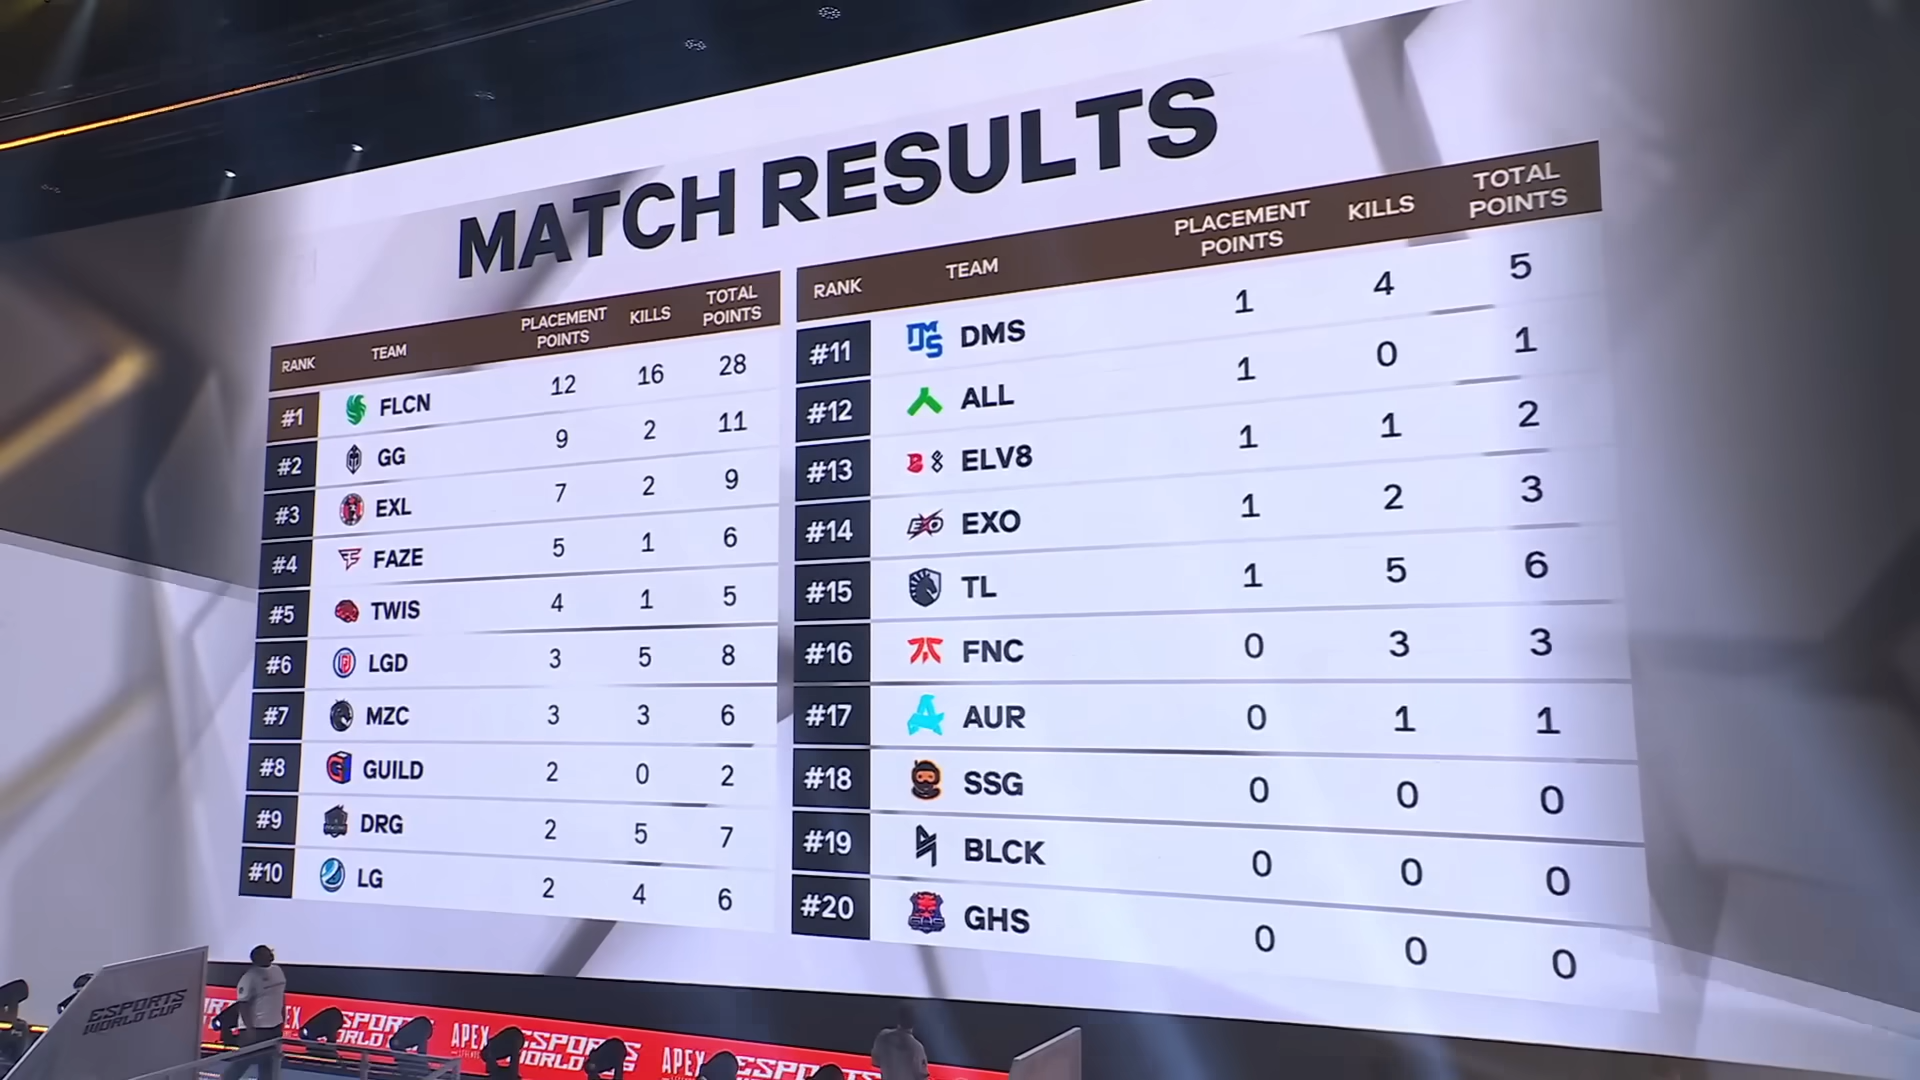 MATCH RESULTS
RANK TEAM PLACEMENT POINTS KILLS TOTAL POINTS
#1 FLCN 12 16 28
#2 GG 9 2 11
#3 EXL 7 2 9
#4 FAZE 5 1 6
#5 TWIS 4 1 5
#6 LGD 3 5 8
#7 MZC 3 3 6
#8 GUILD 2 0 2
#9 DRG 2 5 7
#10 LG 2 4 6
RANK TEAM PLACEMENT POINTS KILLS TOTAL POINTS
#11 DMS 1 4 5
#12 ALL 1 0 1
#13 ELV8 1 1 2
#14 EXO 1 2 3
#15 TL 1 5 6
#16 FNC 0 3 3
#17 AUR 0 1 1
#18 SSG 0 0 0
#19 BLCK 0 0 0
#20 GHS 0 0 0
ESPORTS
WORLD CUP
APEX
ESPORTS
WORLD
APEX
ESPORTS